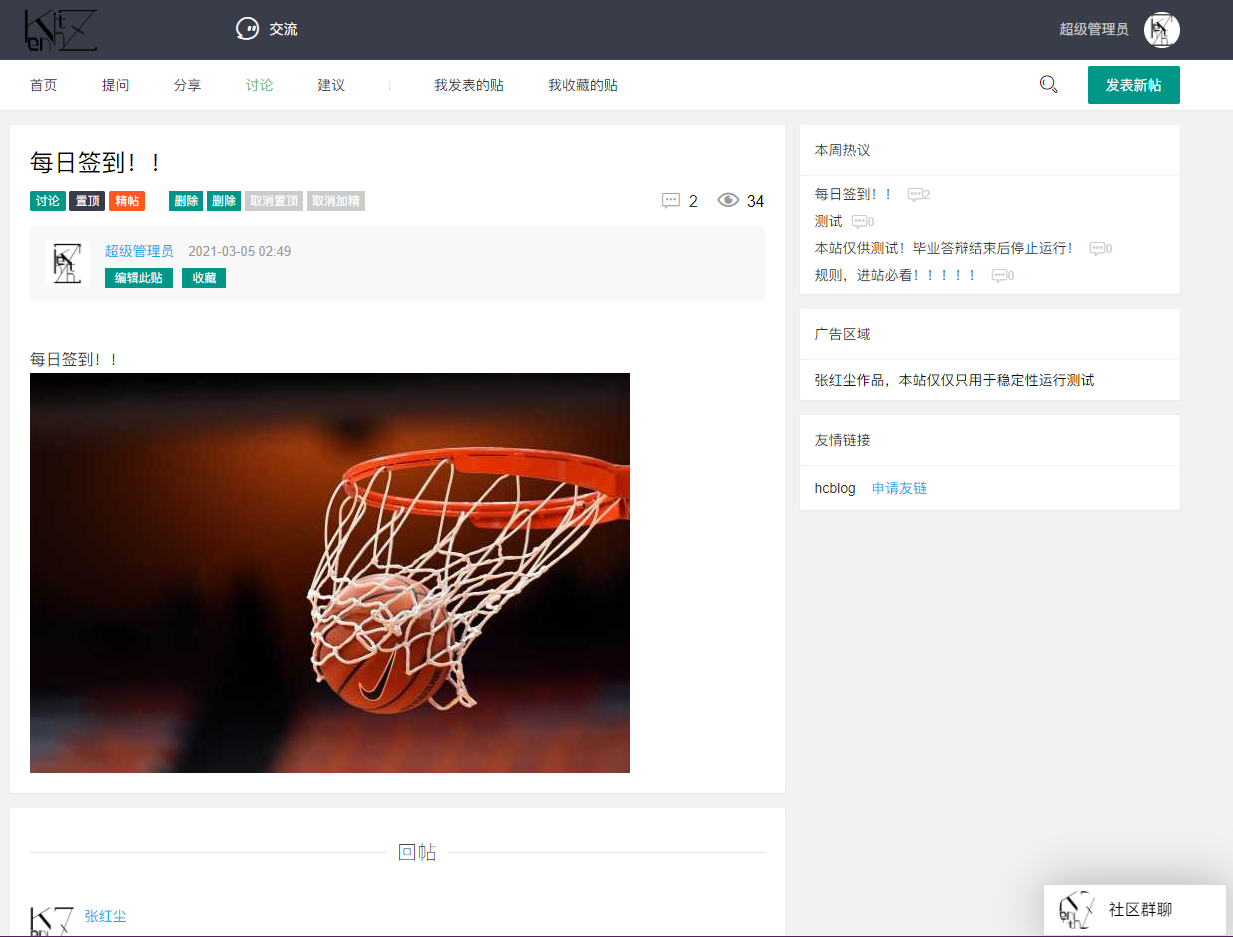 交流
超级管理员
首页 提问 分享 讨论 建议 我发表的贴 我收藏的贴
发表新帖
每日签到！！
讨论 置顶 精帖 删除 删除 取消置顶 取消加精
2 34
超级管理员 2021-03-05 02:49
编辑此贴 收藏
每日签到！！
回帖
张红尘
本周热议
每日签到！！ 2
测试 0
本站仅供测试！毕业答辩结束后停止运行！ 0
规则，进站必看！！！！！ 0
广告区域
张红尘作品，本站仅仅只用于稳定性运行测试
友情链接
hcblog 申请友链
社区群聊